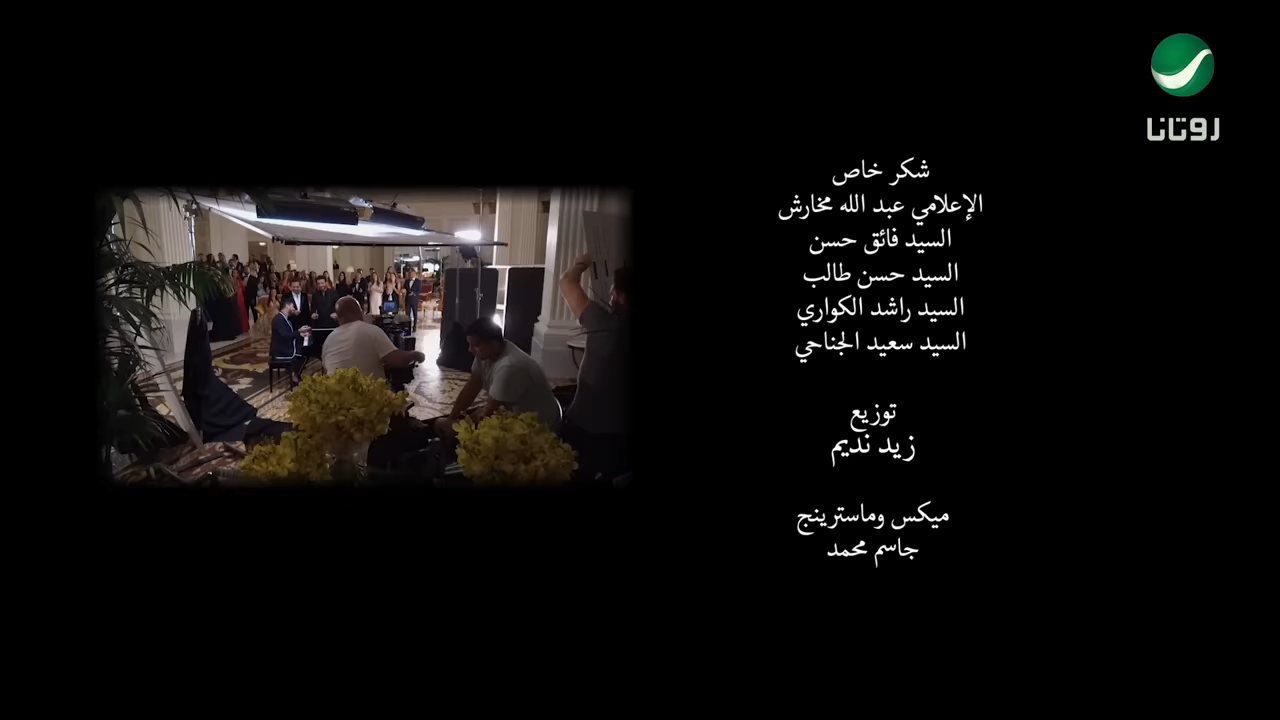 روتانا
شكر خاص
الإعلامي عبد الله مخارش
السيد فائق حسن
السيد حسن طالب
السيد راشد الكواري
السيد سعيد الجناحي
توزيع
زيد نديم
ميكس وماسترينج
جاسم محمد